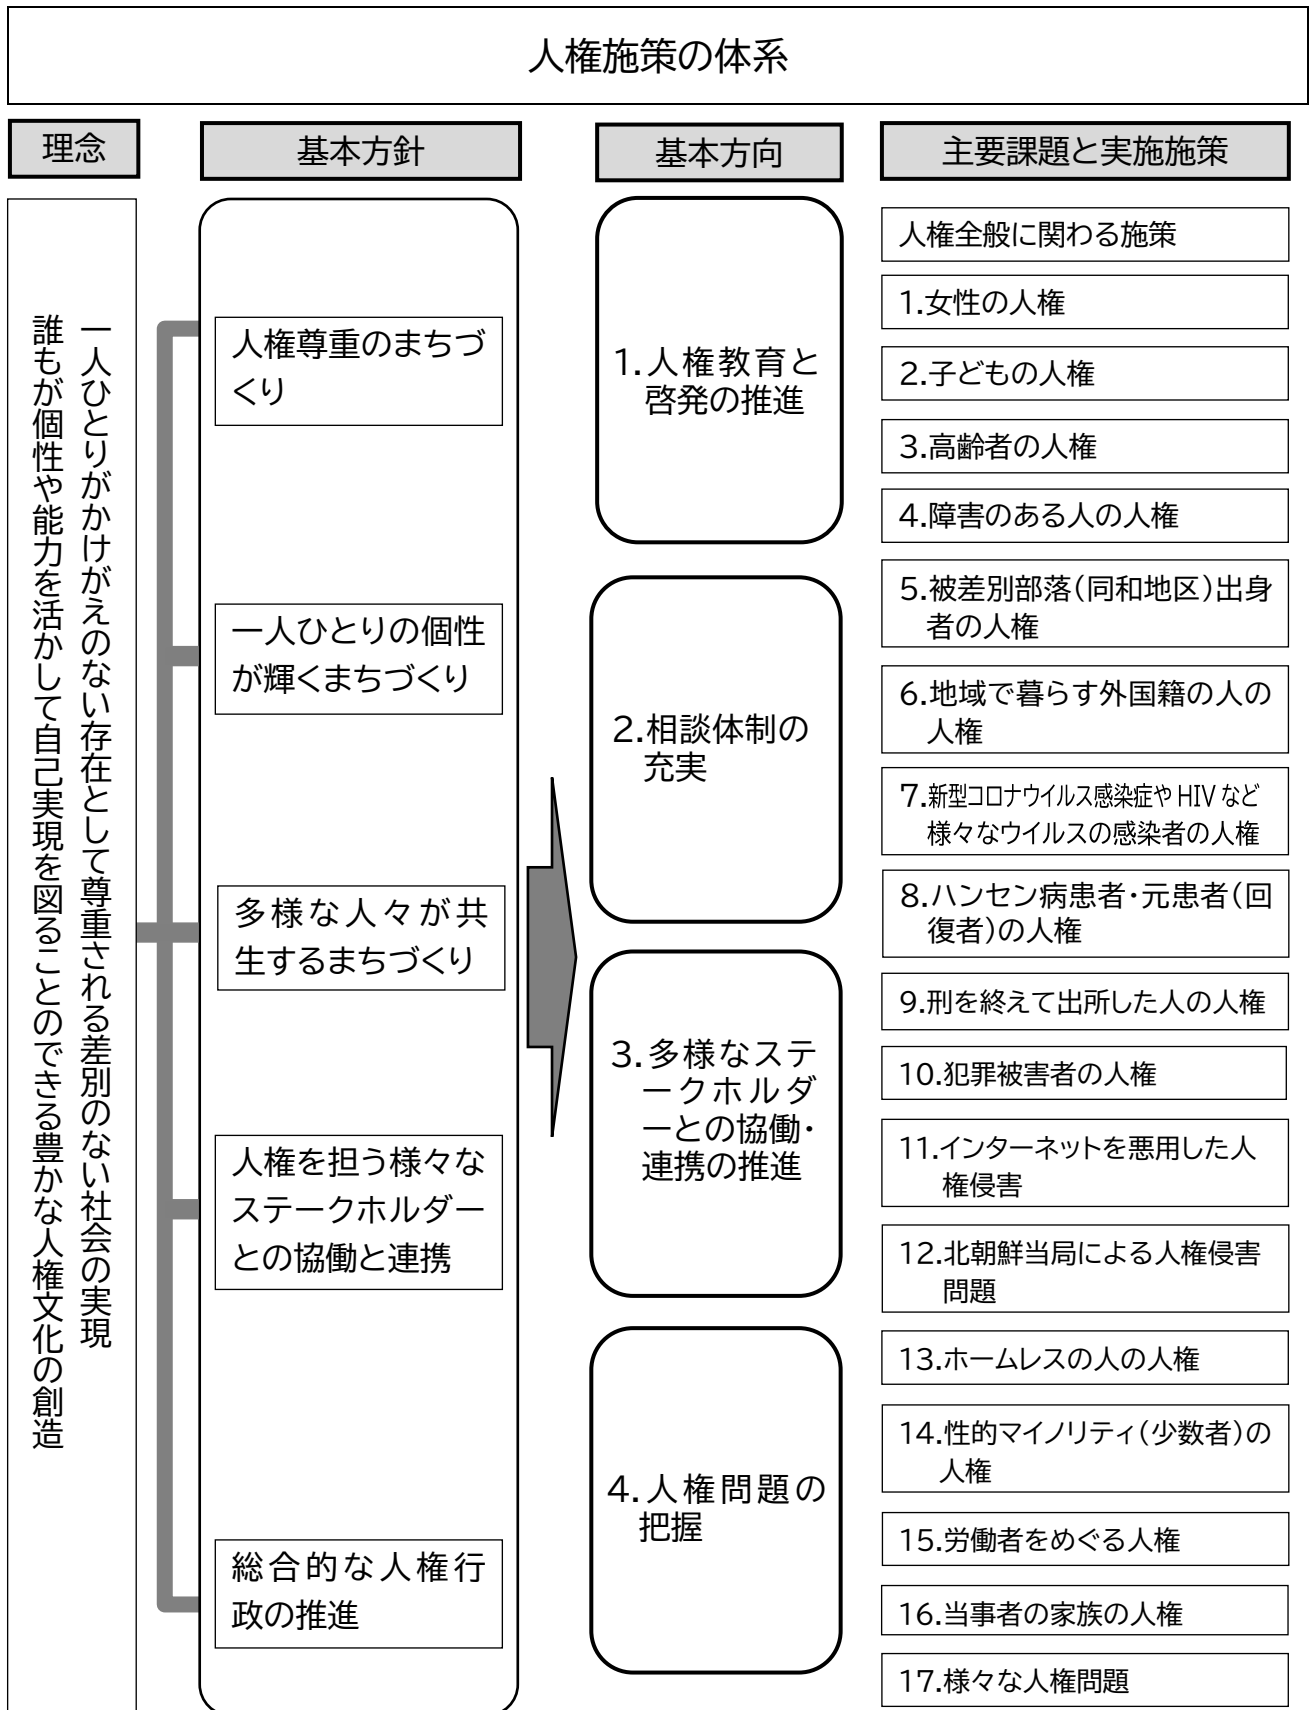 人権施策の体系
理念
基本方針
基本方向
主要課題と実施施策
一人ひとりがかけがえのない存在として尊重される差別のない社会の実現
誰もが個性や能力を活かして自己実現を図ることのできる豊かな人権文化の創造
人権尊重のまちづ
くり
一人ひとりの個性
が輝くまちづくり
多様な人々が共
生するまちづくり
人権を担う様々な
ステークホルダー
との協働と連携
総合的な人権行
政の推進
1.人権教育と
啓発の推進
2.相談体制の
充実
3.多様なステ
ークホルダ
ーとの協働・
連携の推進
4.人権問題の
把握
人権全般に関わる施策
1.女性の人権
2.子どもの人権
3.高齢者の人権
4.障害のある人の人権
5.被差別部落(同和地区)出身
者の人権
6.地域で暮らす外国籍の人の
人権
7.新型コロナウイルス感染症やHIVなど
様々なウイルスの感染者の人権
8.ハンセン病患者・元患者(回
復者)の人権
9.刑を終えて出所した人の人権
10.犯罪被害者の人権
11.インターネットを悪用した人
権侵害
12.北朝鮮当局による人権侵害
問題
13.ホームレスの人の人権
14.性的マイノリティ(少数者)の
人権
15.労働者をめぐる人権
16.当事者の家族の人権
17.様々な人権問題